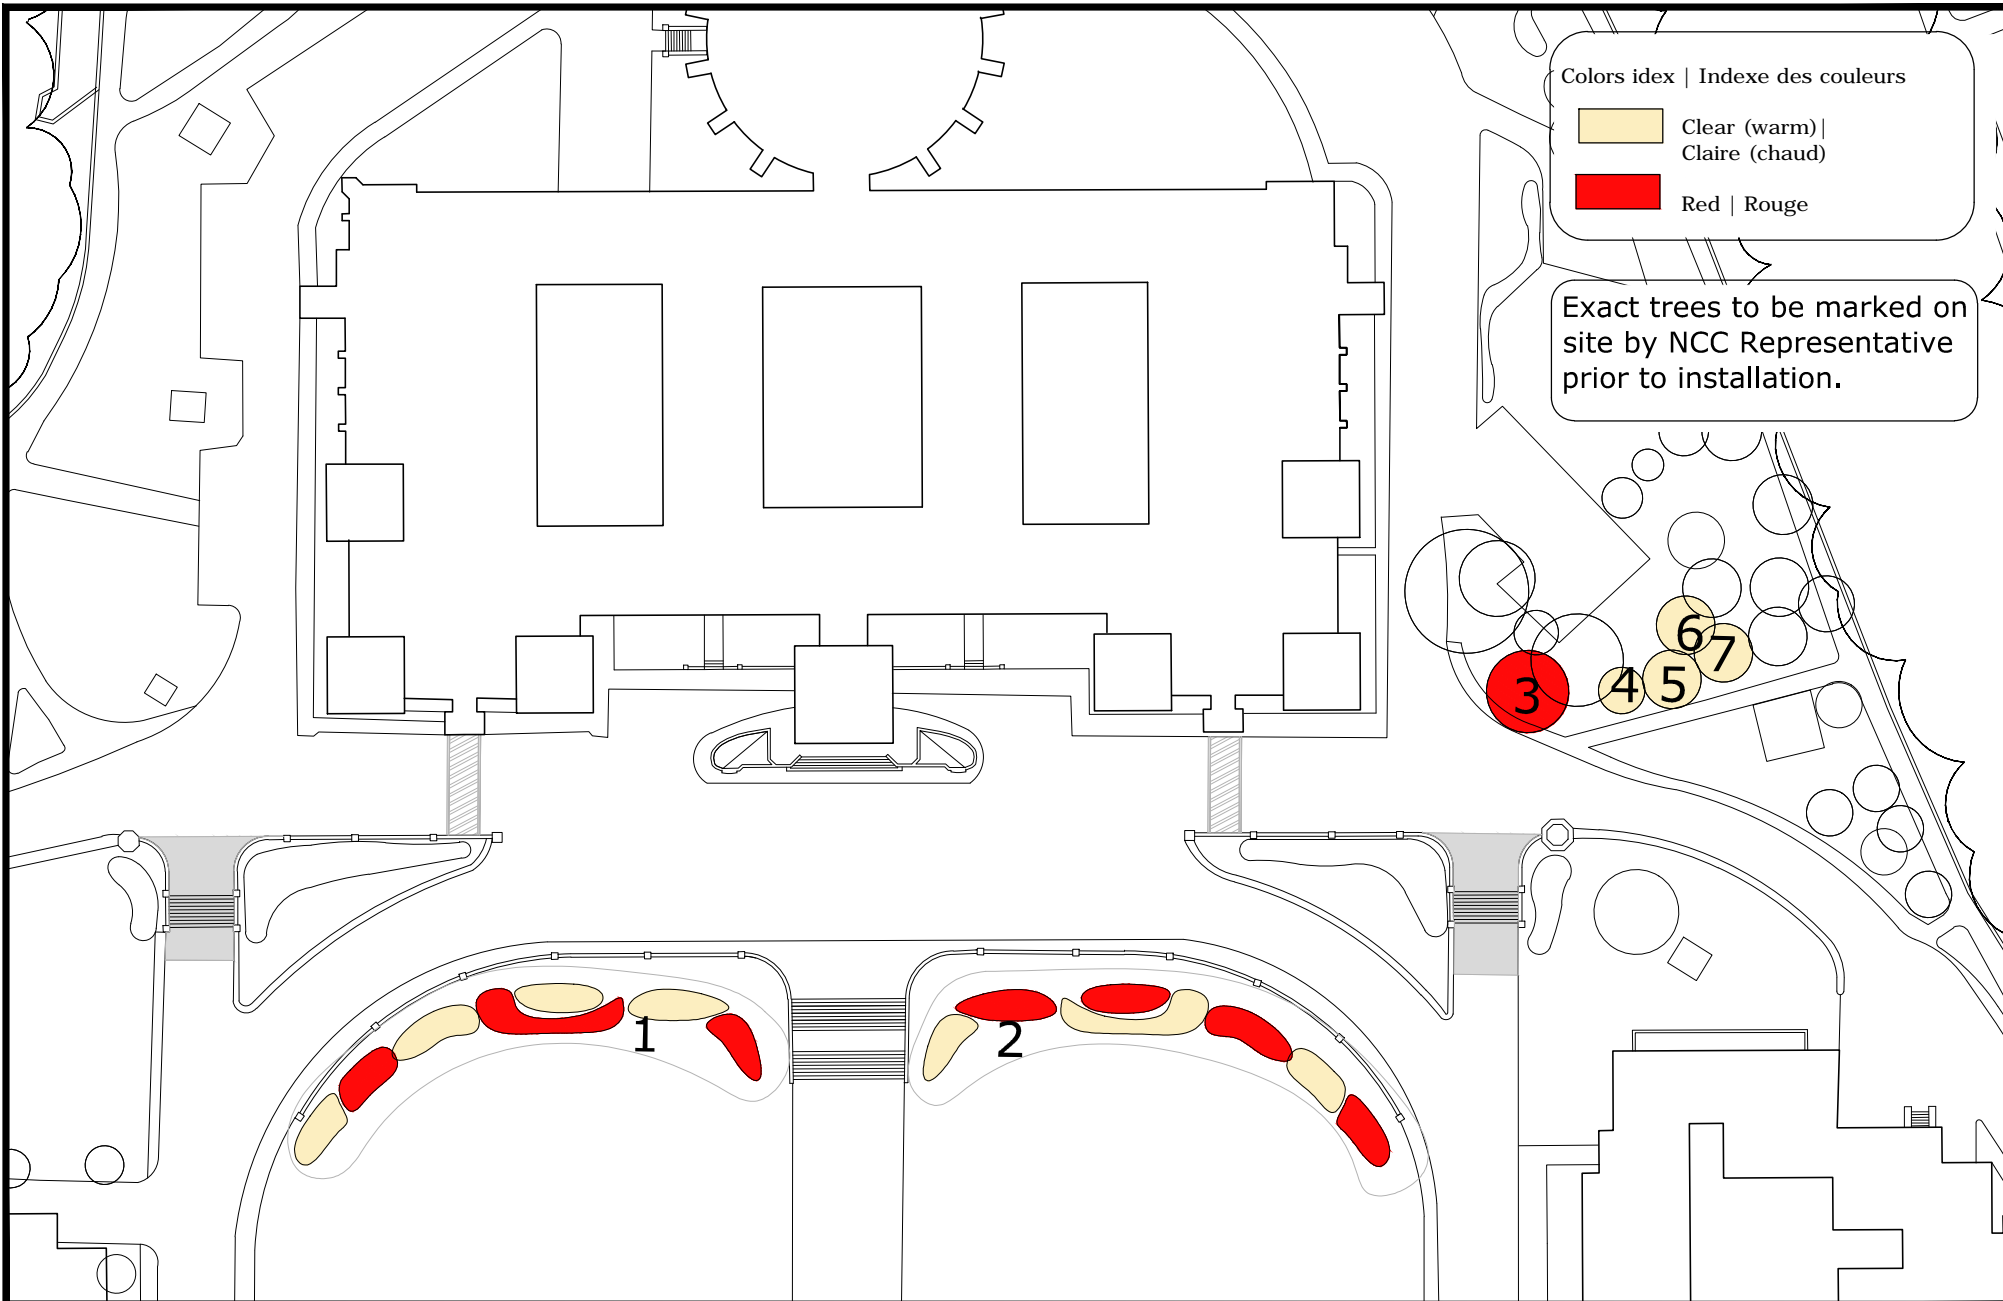 Colors idex | Indexe des couleurs
Clear (warm)|
Claire (chaud)
Red | Rouge
Exact trees to be marked on
site by NCC Representative
prior to installation.
6
7
4
5
3
1
2